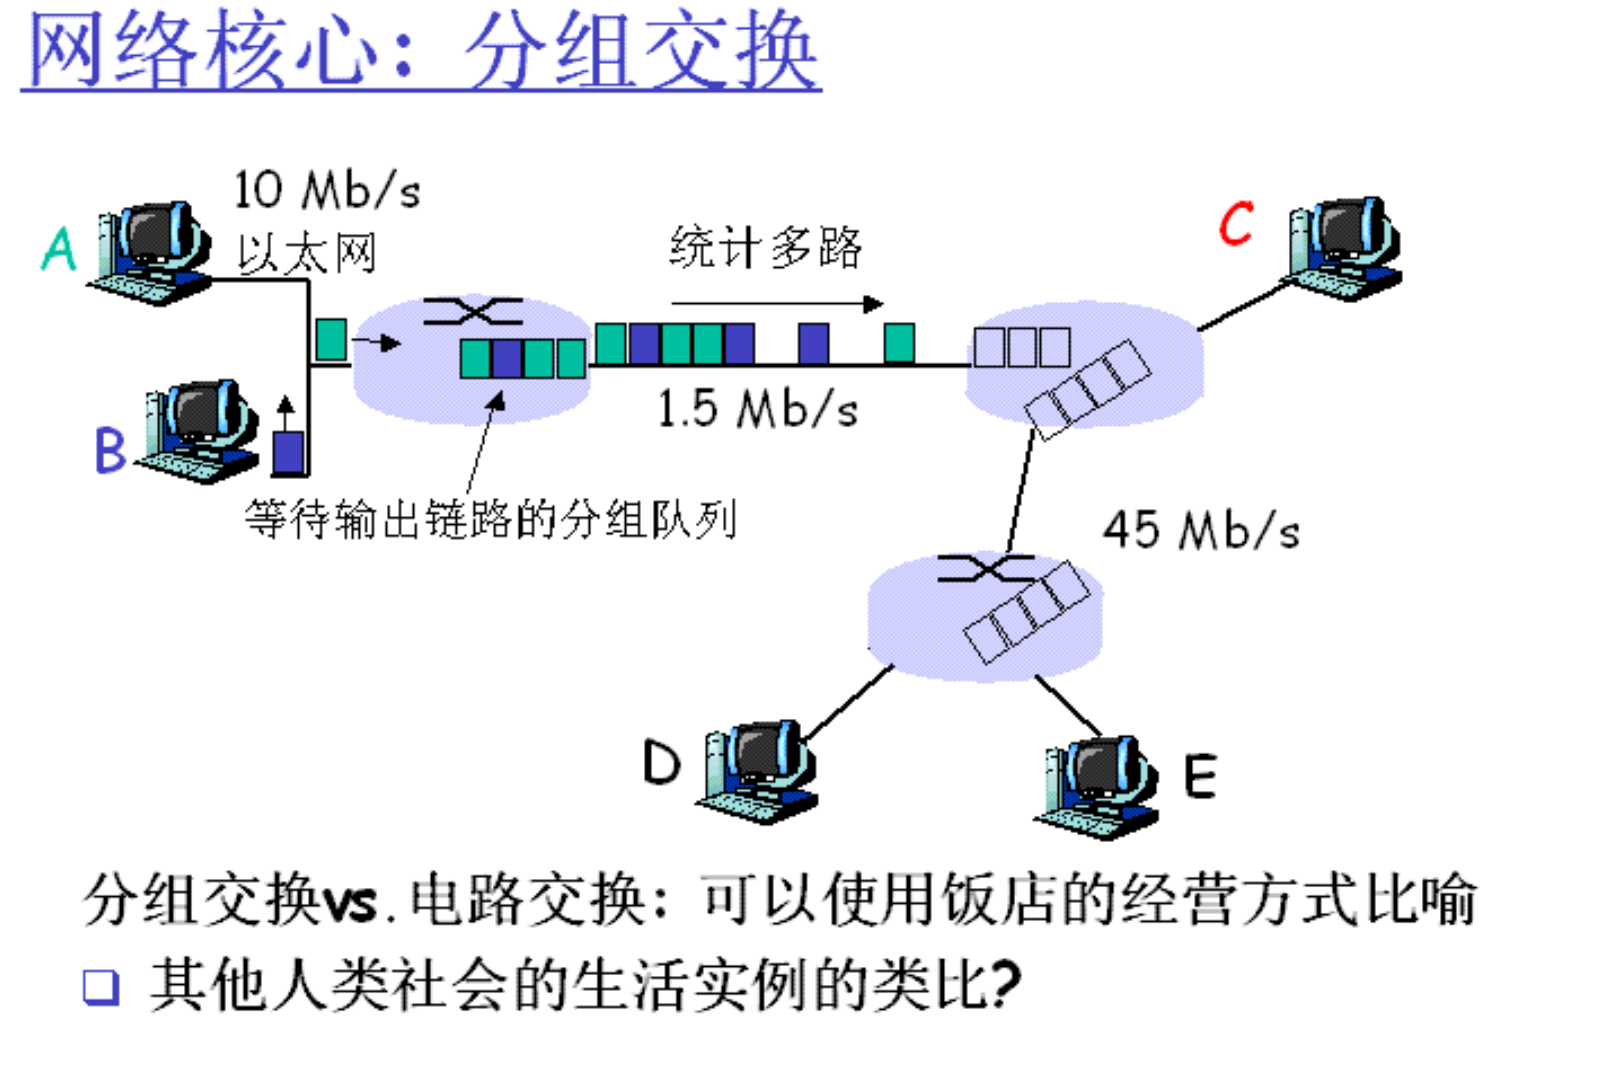 网络核心：分组交换
10 Mb/s
以太网
A
统计多路
C
1.5 Mb/s
B
等待输出链路的分组队列
45 Mb/s
D
E
分组交换vs.电路交换：可以使用饭店的经营方式比喻
❑ 其他人类社会的生活实例的类比?